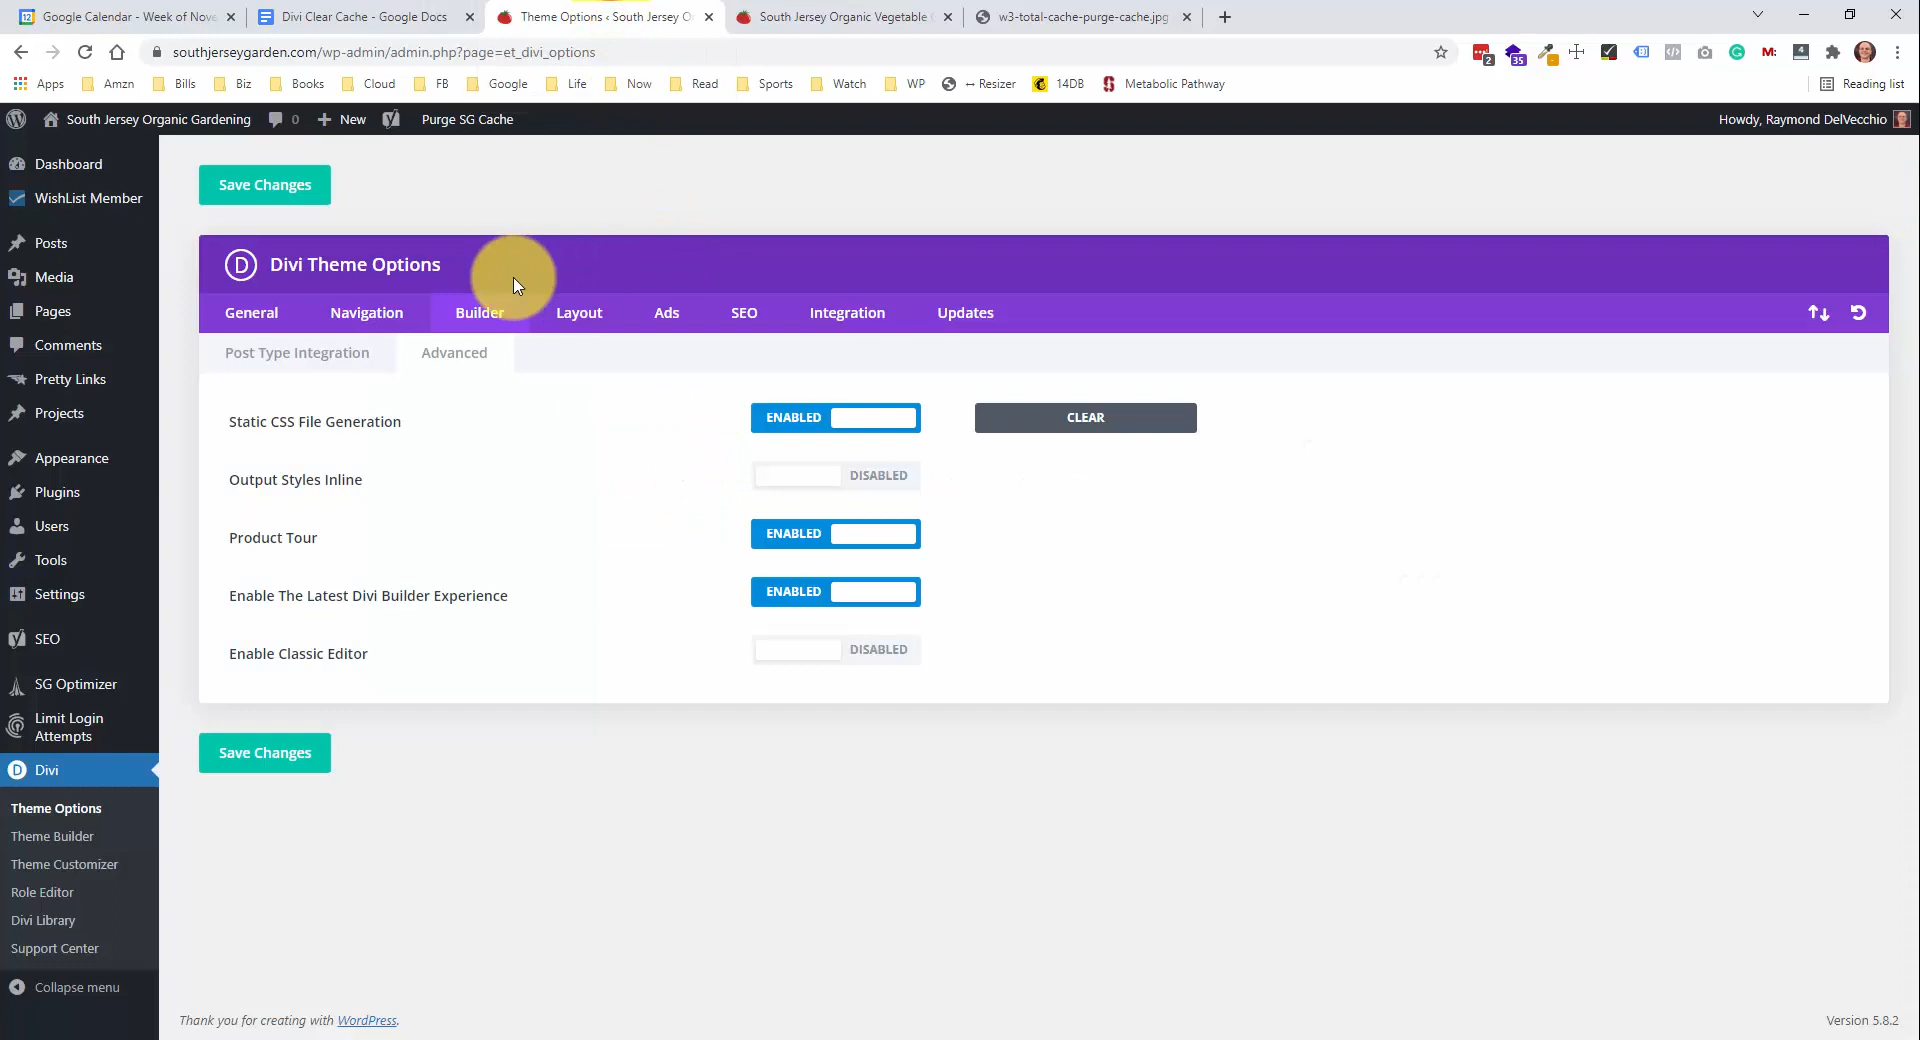 Google Calendar - Week of Nove
Divi Clear Cache - Google Docs
Theme Options ‹ South Jersey O
South Jersey Organic Vegetable G
w3-total-cache-purge-cache.jpg
southjerseygarden.com/wp-admin/admin.php?page=et_divi_options
2
35
M:
4
Apps
Amzn
Bills
Biz
Books
Cloud
FB
Google
Life
Now
Read
Sports
Watch
WP
↔ Resizer
14DB
Metabolic Pathway
Reading list
South Jersey Organic Gardening
0
New
Purge SG Cache
Howdy, Raymond DelVecchio
Dashboard
WishList Member
Posts
Media
Pages
Comments
Pretty Links
Projects
Appearance
Plugins
Users
Tools
Settings
SEO
SG Optimizer
Limit Login
Attempts
Divi
Theme Options
Theme Builder
Theme Customizer
Role Editor
Divi Library
Support Center
Collapse menu
Save Changes
D Divi Theme Options
General
Navigation
Builder
Layout
Ads
SEO
Integration
Updates
Post Type Integration
Advanced
Static CSS File Generation
ENABLED
CLEAR
Output Styles Inline
DISABLED
Product Tour
ENABLED
Enable The Latest Divi Builder Experience
ENABLED
Enable Classic Editor
DISABLED
Save Changes
Thank you for creating with WordPress.
Version 5.8.2